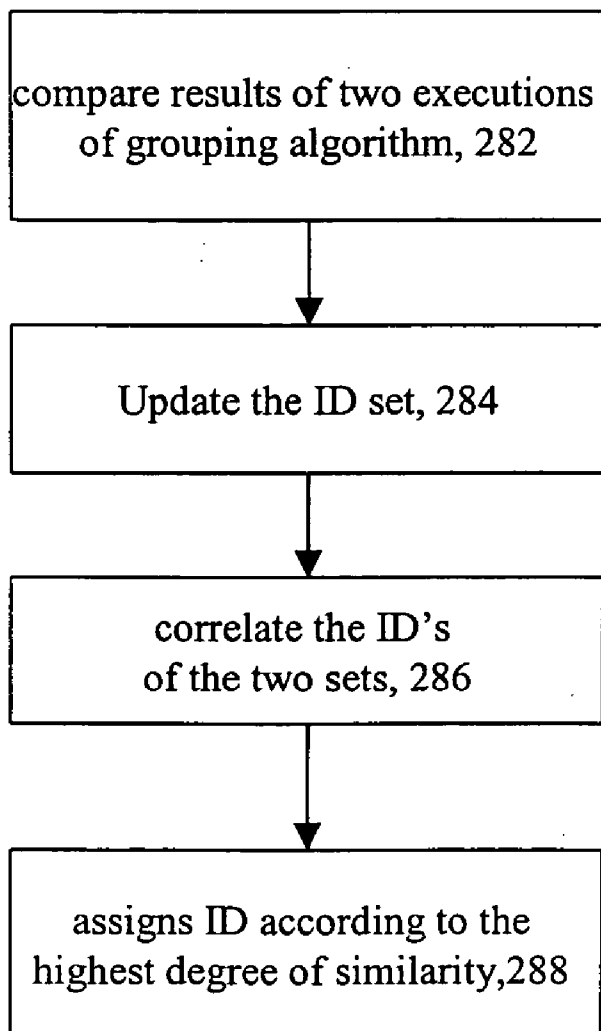 compare results of two executions
of grouping algorithm, 282
Update the ID set, 284
correlate the ID's
of the two sets, 286
assigns ID according to the
highest degree of similarity,288